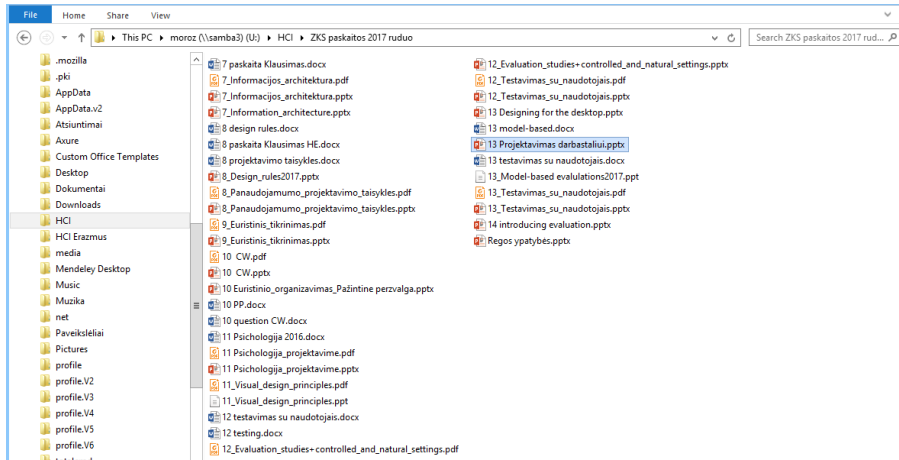 File Home Share View
This PC moroz (\\samba3) (U:) HCI ZKS paskaitos 2017 ruduo
Search ZKS paskaitos 2017 rud...
.mozilla
.pki
AppData
AppData.v2
Atsiuntimai
Axure
Custom Office Templates
Desktop
Dokumentai
Downloads
HCI
HCI Erazmus
media
Mendeley Desktop
Music
Muzika
net
Paveikslėliai
Pictures
profile
profile.V2
profile.V3
profile.V4
profile.V5
profile.V6
7 paskaita Klausimas.docx
7_Informacijos_architektura.pdf
7_Informacijos_architektura.pptx
7_Information_architecture.pptx
8 design rules.docx
8 paskaita Klausimas HE.docx
8 projektavimo taisykles.docx
8_Design_rules2017.pptx
8_Panaudojamumo_projektavimo_taisykles.pdf
8_Panaudojamumo_projektavimo_taisykles.pptx
9_Euristinis_tikrinimas.pdf
9_Euristinis_tikrinimas.pptx
10 CW.pdf
10 CW.pptx
10 Euristinio_organizavimas_Pažintine perzvalga.pptx
10 PP.docx
10 question CW.docx
11 Psichologija 2016.docx
11 Psichologija_projektavime.pdf
11 Psichologija_projektavime.pptx
11_Visual_design_principles.pdf
11_Visual_design_principles.ppt
12 testavimas su naudotojais.docx
12 testing.docx
12_Evaluation_studies+controlled_and_natural_settings.pdf
12_Evaluation_studies+controlled_and_natural_settings.pptx
12_Testavimas_su_naudotojais.pdf
12_Testavimas_su_naudotojais.pptx
13 Designing for the desktop.pptx
13 model-based.docx
13 Projektavimas darbastaliui.pptx
13 testavimas su naudotojais.docx
13_Model-based evalulations2017.ppt
13_Testavimas_su_naudotojais.pdf
13_Testavimas_su_naudotojais.pptx
14 introducing evaluation.pptx
Regos ypatybės.pptx